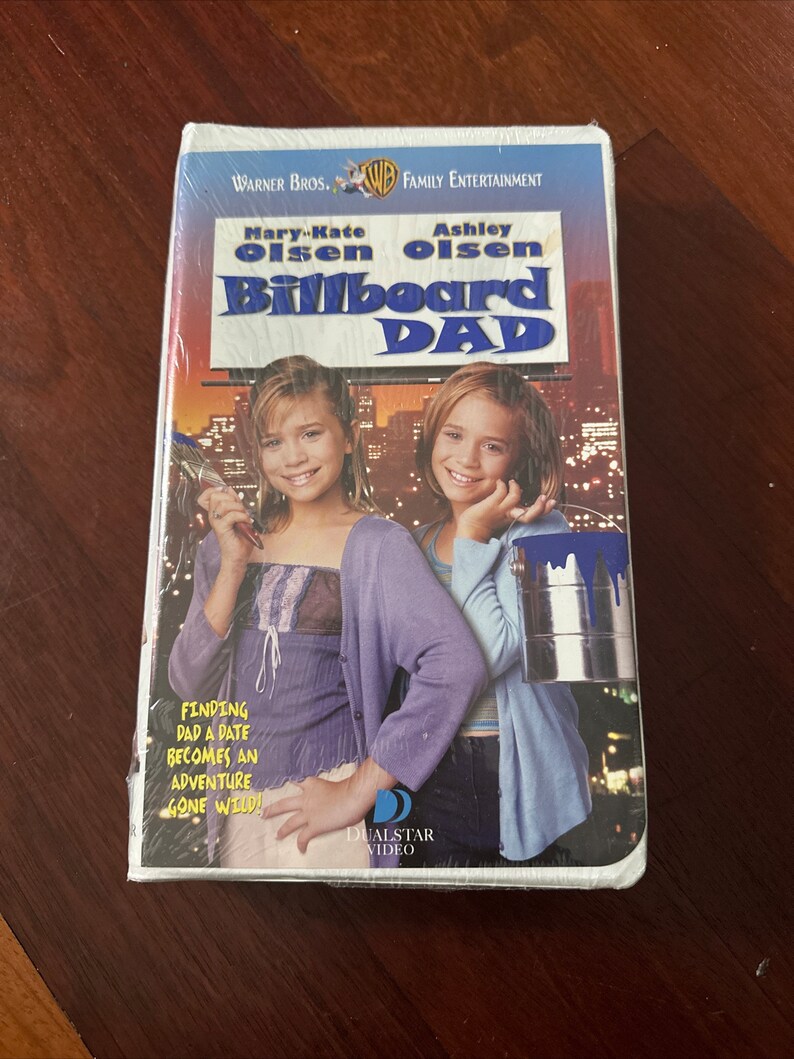 WARNER BROS. WB FAMILY ENTERTAINMENT
Mary-Kate Ashley
Olsen Olsen
Billboard
DAD
FINDING
DAD A DATE
BECOMES AN
ADVENTURE
GONE WILD!
DUALSTAR
VIDEO